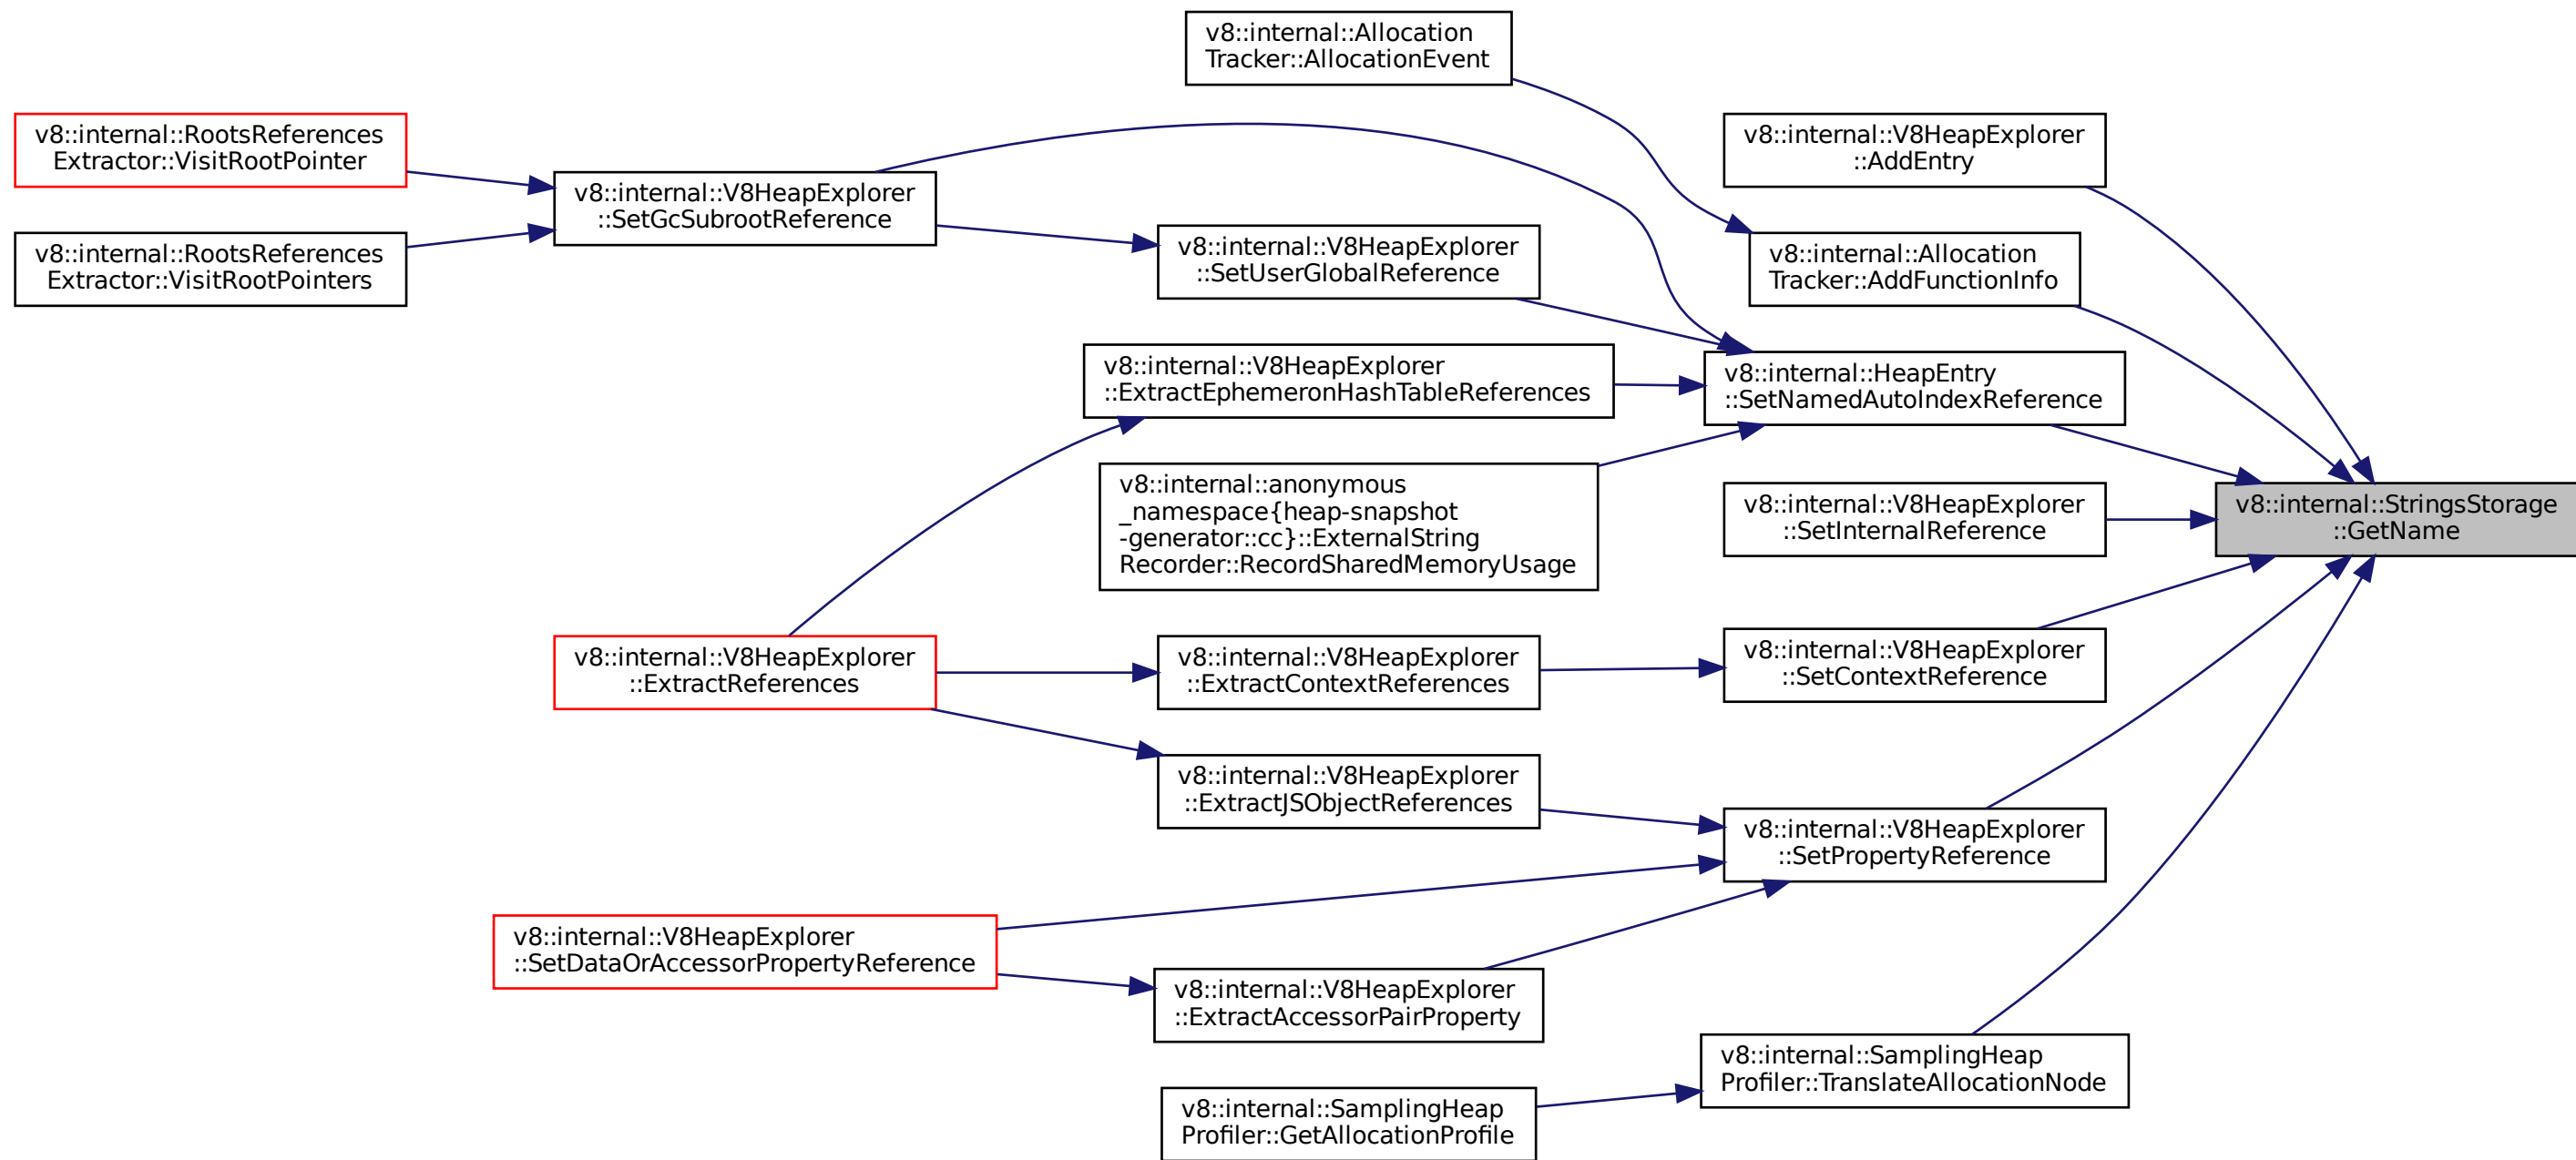 v8::internal::Allocation
Tracker::AllocationEvent
v8::internal::RootsReferences
Extractor::VisitRootPointer
v8::internal::V8HeapExplorer
::AddEntry
v8::internal::V8HeapExplorer
::SetGcSubrootReference
v8::internal::RootsReferences
Extractor::VisitRootPointers
v8::internal::V8HeapExplorer
::SetUserGlobalReference
v8::internal::Allocation
Tracker::AddFunctionInfo
v8::internal::V8HeapExplorer
::ExtractEphemeronHashTableReferences
v8::internal::HeapEntry
::SetNamedAutoIndexReference
v8::internal::anonymous
_namespace{heap-snapshot
-generator::cc}::ExternalString
Recorder::RecordSharedMemoryUsage
v8::internal::V8HeapExplorer
::SetInternalReference
v8::internal::StringsStorage
::GetName
v8::internal::V8HeapExplorer
::ExtractReferences
v8::internal::V8HeapExplorer
::ExtractContextReferences
v8::internal::V8HeapExplorer
::SetContextReference
v8::internal::V8HeapExplorer
::ExtractJSObjectReferences
v8::internal::V8HeapExplorer
::SetPropertyReference
v8::internal::V8HeapExplorer
::SetDataOrAccessorPropertyReference
v8::internal::V8HeapExplorer
::ExtractAccessorPairProperty
v8::internal::SamplingHeap
Profiler::TranslateAllocationNode
v8::internal::SamplingHeap
Profiler::GetAllocationProfile